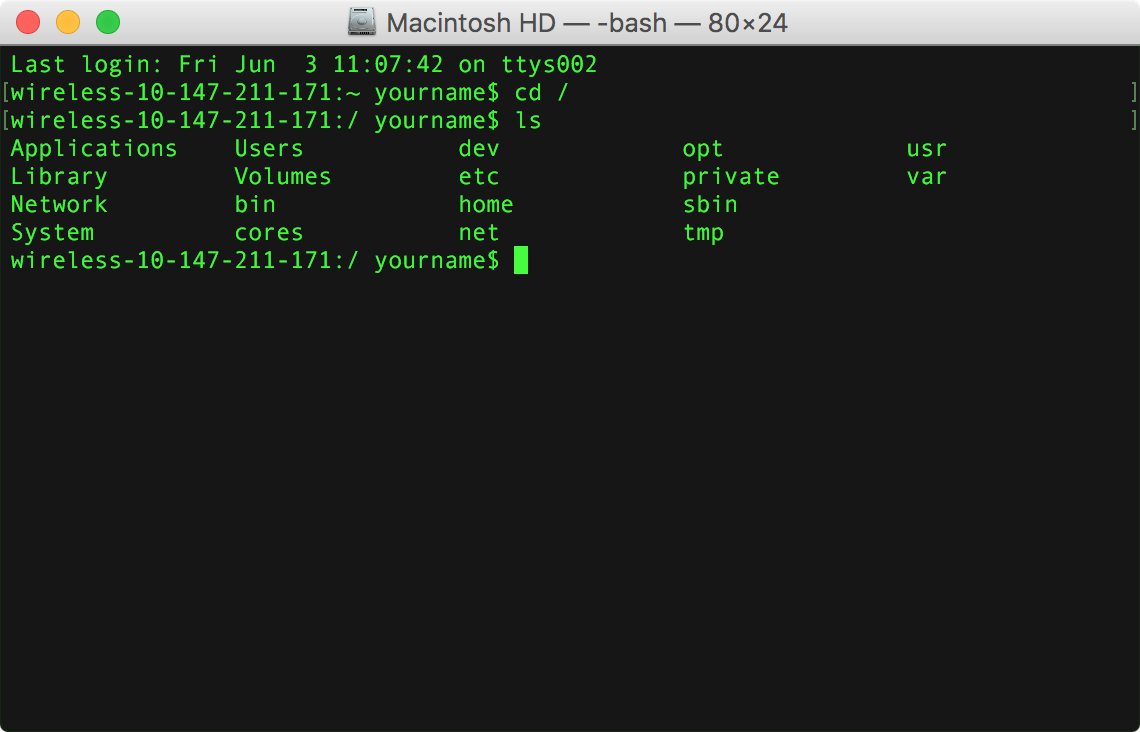 Macintosh HD — -bash — 80×24
Last login: Fri Jun  3 11:07:42 on ttys002
[wireless-10-147-211-171:~ yourname$ cd /                                       ]
[wireless-10-147-211-171:/ yourname$ ls                                         ]
Applications    Users           dev             opt             usr
Library         Volumes         etc             private         var
Network         bin             home            sbin
System          cores           net             tmp
wireless-10-147-211-171:/ yourname$